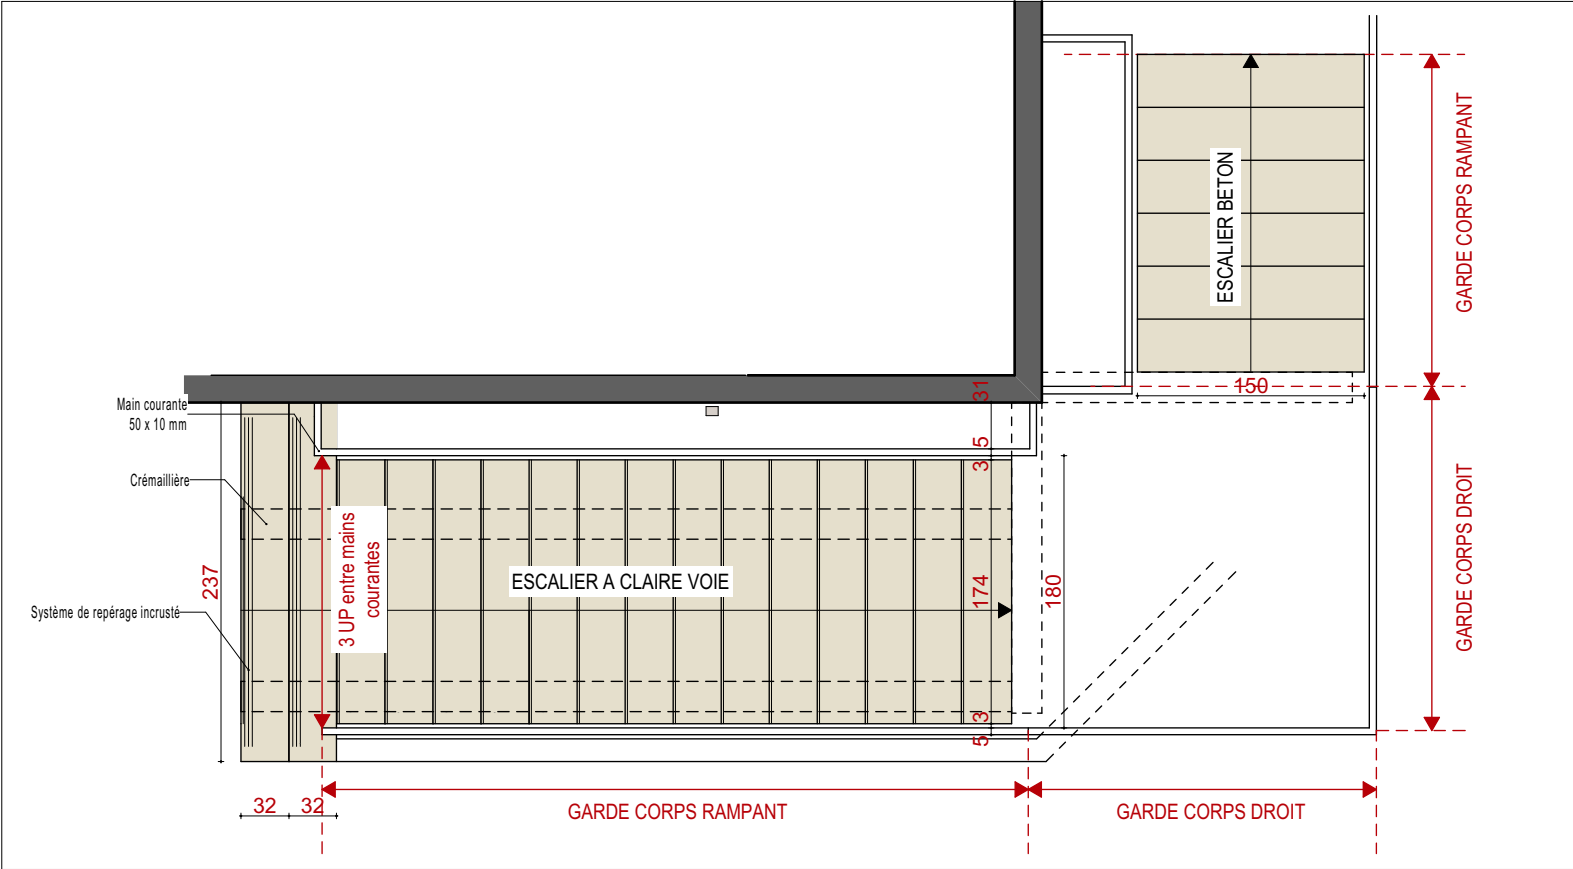 ESCALIER BETON
GARDE CORPS RAMPANT
150
31
Main courante
50 x 10 mm
5
3
Crémaillière
GARDE CORPS DROIT
3 UP entre mains
courantes
ESCALIER A CLAIRE VOIE
237
174
180
Système de repérage incrusté
3
5
32
32
GARDE CORPS RAMPANT
GARDE CORPS DROIT